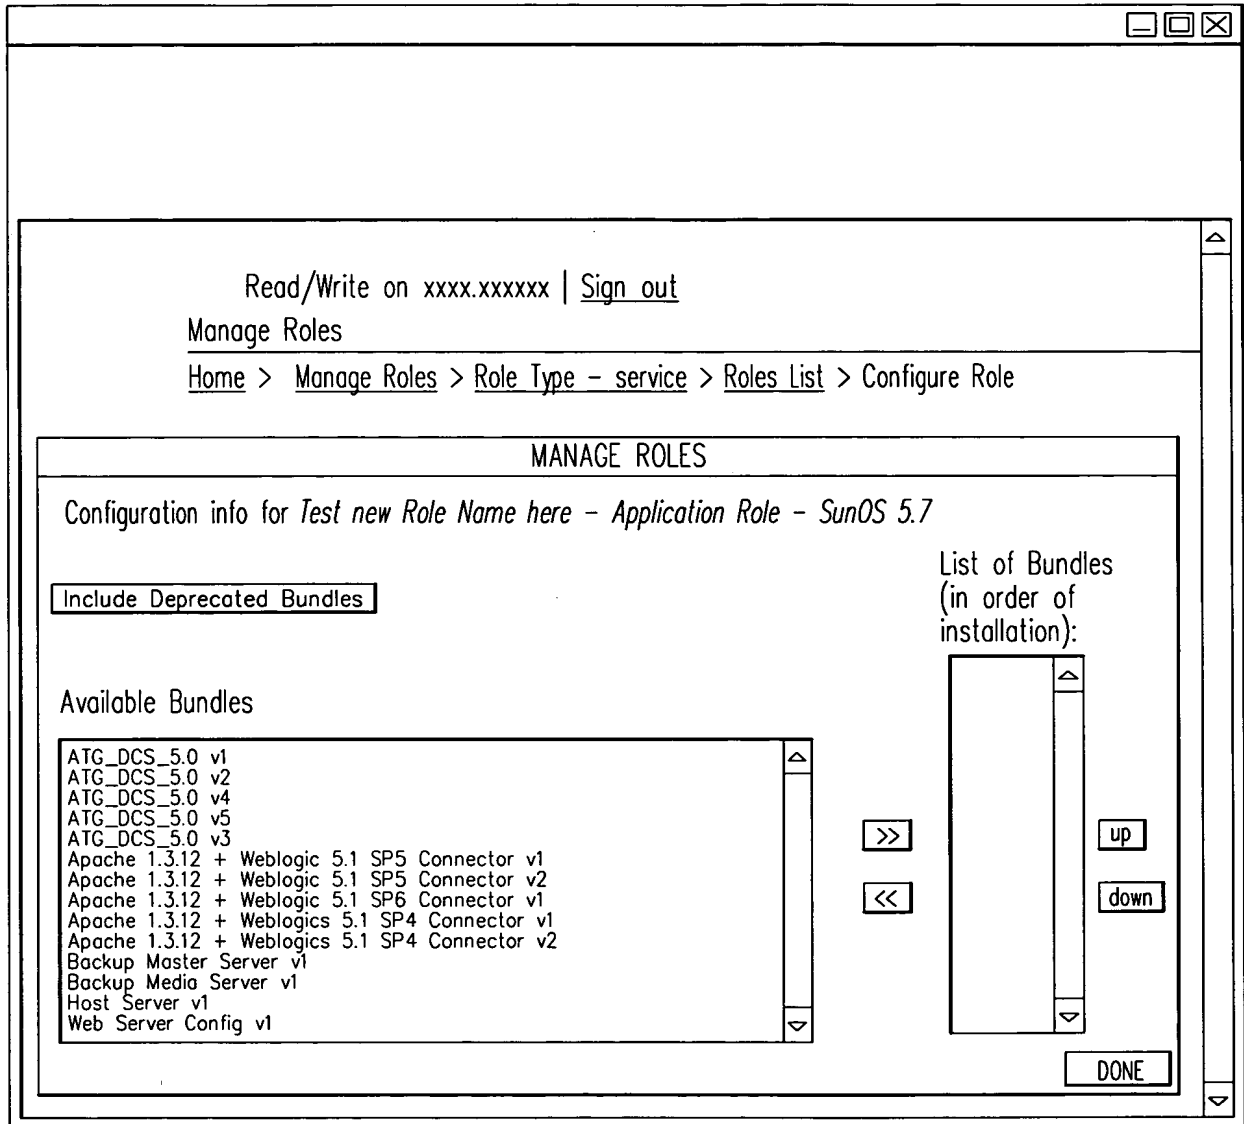 Read/Write on xxxx.xxxxxx | Sign out
Manage Roles
Home > Manage Roles > Role Type – service > Roles List > Configure Role
MANAGE ROLES
Configuration info for Test new Role Name here – Application Role – SunOS 5.7
Include Deprecated Bundles
List of Bundles
(in order of
installation):
Available Bundles
ATG_DCS_5.0 v1
ATG_DCS_5.0 v2
ATG_DCS_5.0 v4
ATG_DCS_5.0 v5
ATG_DCS_5.0 v3
Apache 1.3.12 + Weblogic 5.1 SP5 Connector v1
Apache 1.3.12 + Weblogic 5.1 SP5 Connector v2
Apache 1.3.12 + Weblogic 5.1 SP6 Connector v1
Apache 1.3.12 + Weblogics 5.1 SP4 Connector v1
Apache 1.3.12 + Weblogics 5.1 SP4 Connector v2
Backup Master Server v1
Backup Media Server v1
Host Server v1
Web Server Config v1
>>
<<
up
down
DONE